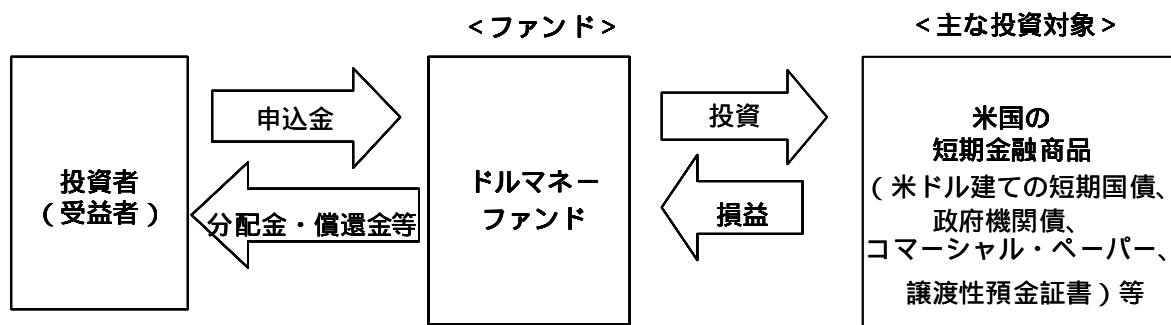 ＜ファンド＞
＜主な投資対象＞
投資者
（受益者）
申込金
分配金・償還金等
ドルマネー
ファンド
投資
損益
米国の
短期金融商品
（米ドル建ての短期国債、
政府機関債、
コマーシャル・ペーパー、
譲渡性預金証書）等